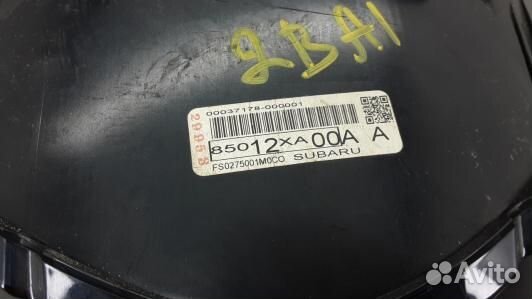 2BA1
00037178-000001
29953
85012XA00A A
FS0275001M0CO SUBARU
Avito